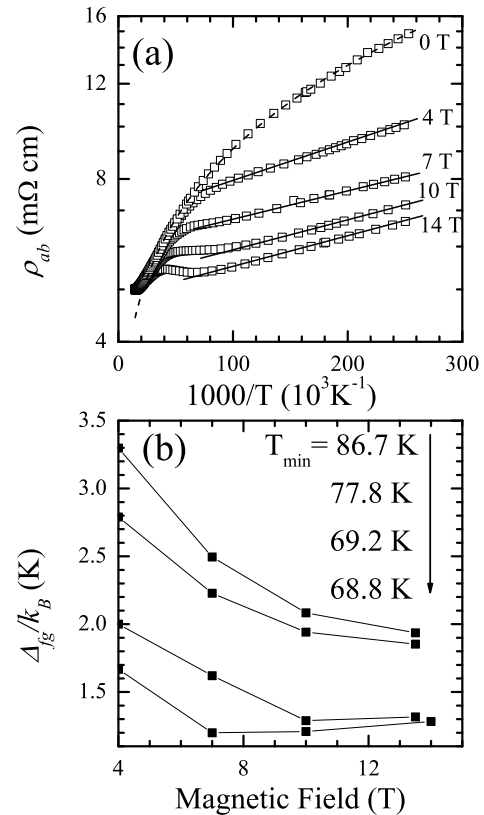 16
(a)
0 T
12
4 T
8
7 T
10 T
14 T
4
ρab (mΩ cm)
0 100 200 300
1000/T (10³K⁻¹)
3.5
(b)
Tmin= 86.7 K
3.0
77.8 K
2.5
69.2 K
68.8 K
2.0
1.5
Δfg/kB (K)
4 8 12
Magnetic Field (T)